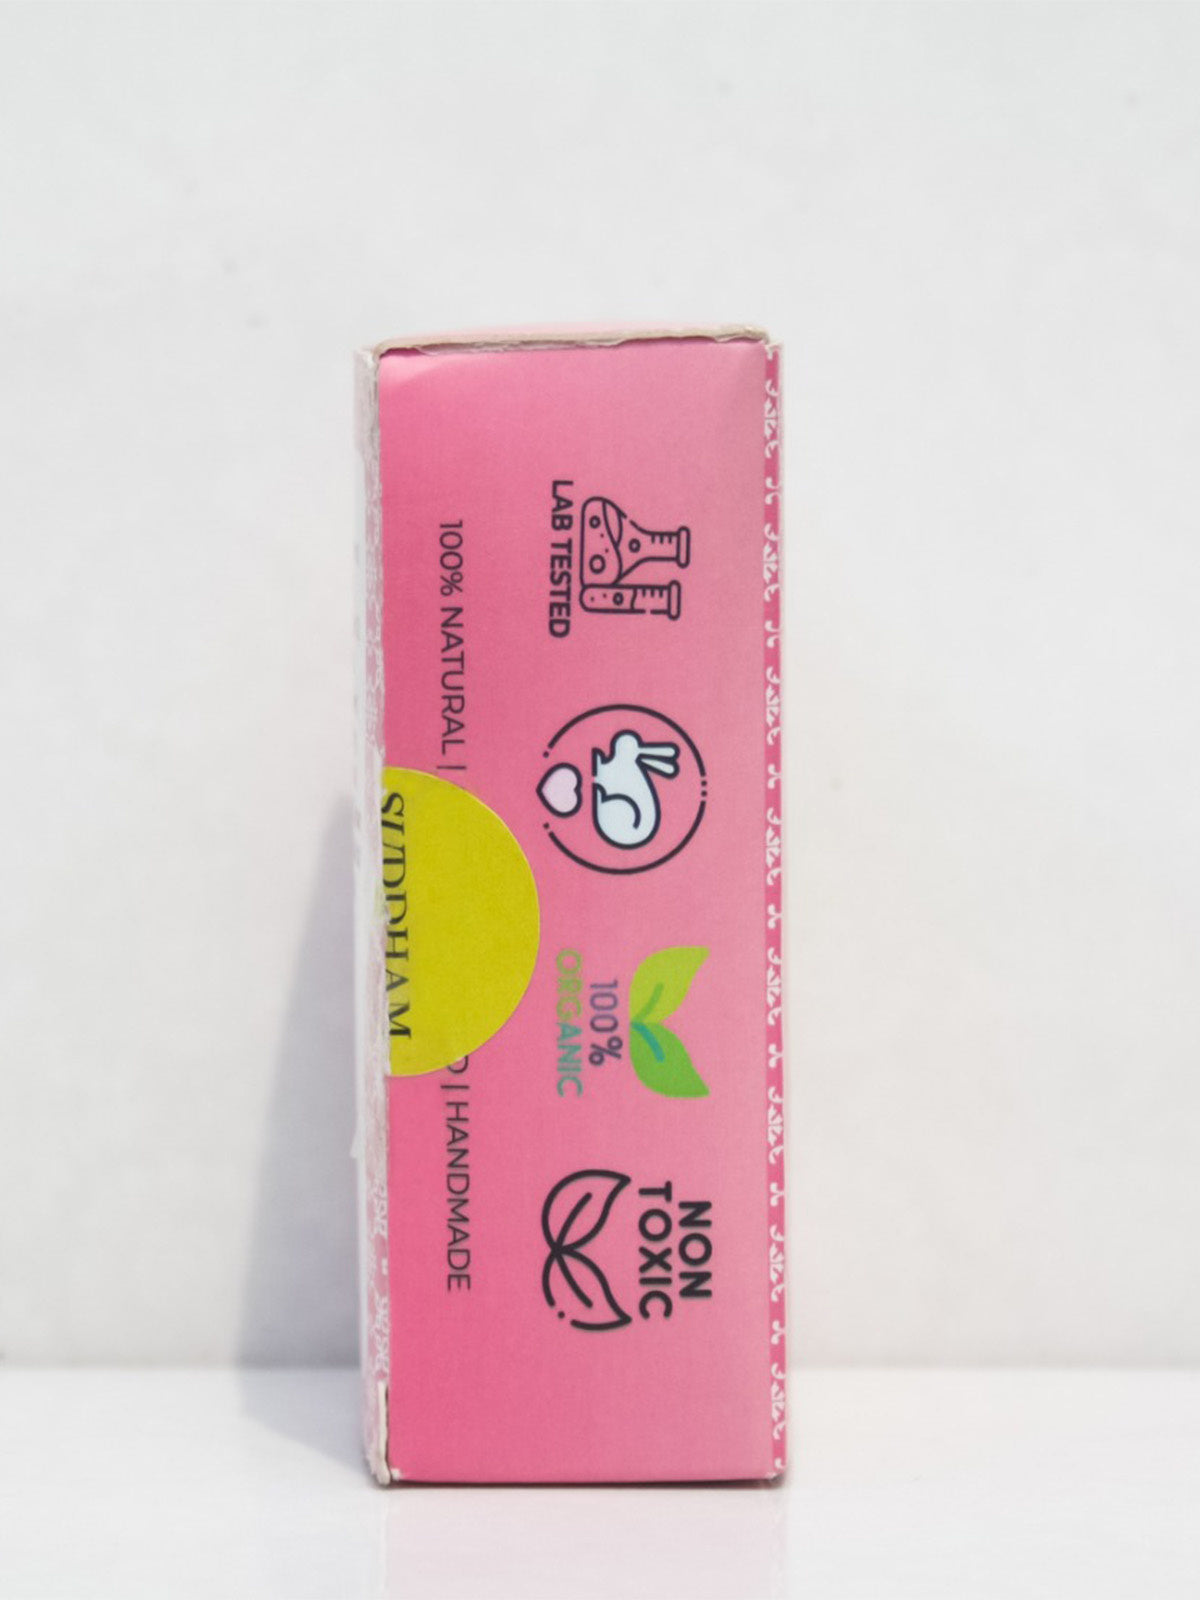 LAB TESTED
100%
ORGANIC
NON
TOXIC
100% NATURAL | | HANDMADE
SUDDHAM